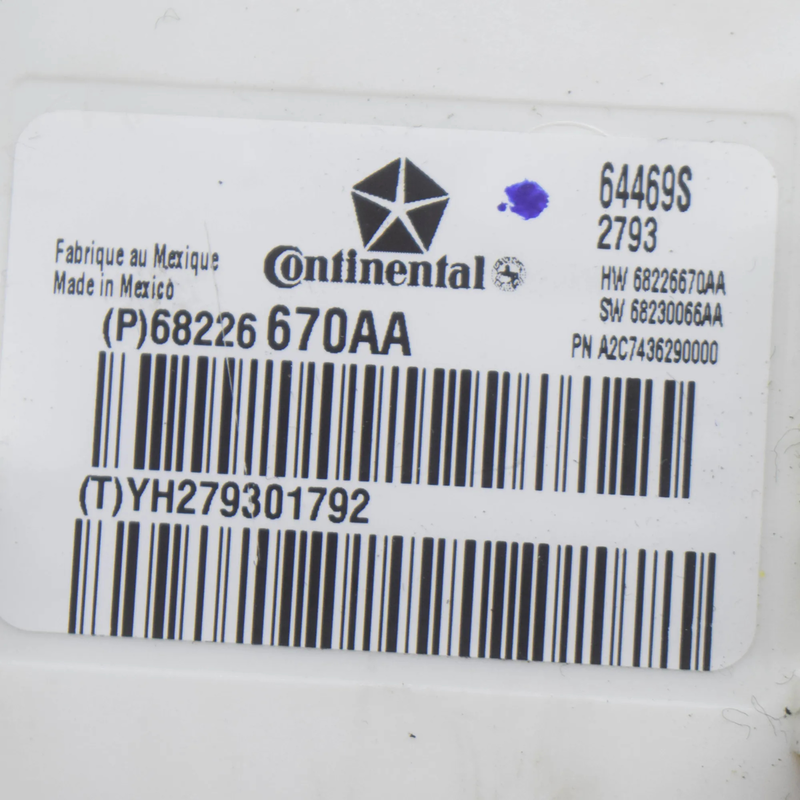 64469S
2793
Fabrique au Mexique
Made in Mexico
Continental
HW 68226670AA
SW 68230066AA
(P)68226 670AA
PN A2C7436290000
(T)YH279301792